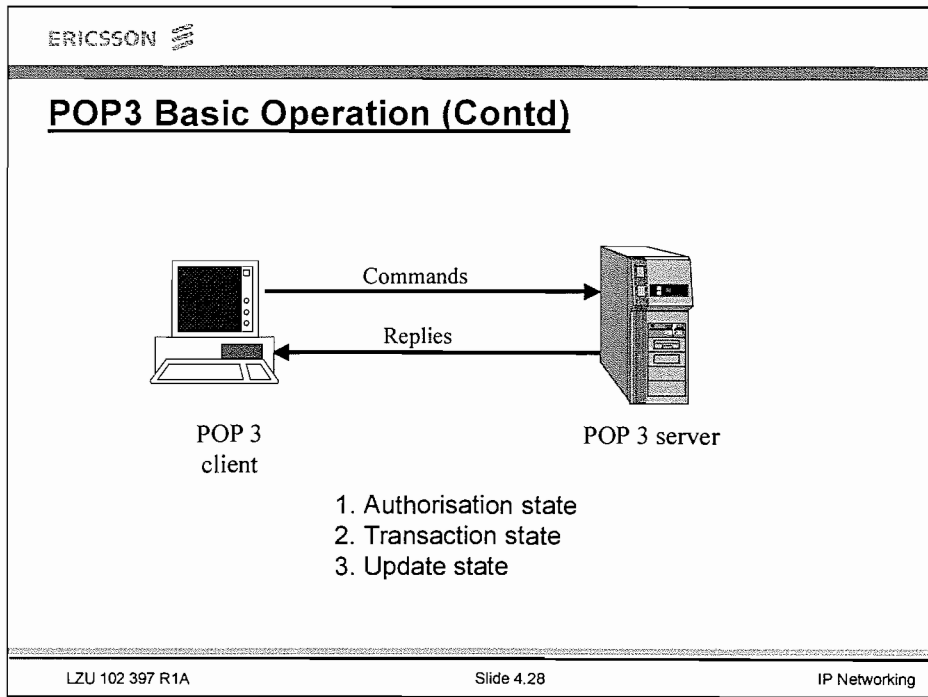 ERICSSON
POP3 Basic Operation (Contd)
Commands
Replies
POP 3
client
POP 3 server
1. Authorisation state
2. Transaction state
3. Update state
LZU 102 397 R1A
Slide 4.28
IP Networking